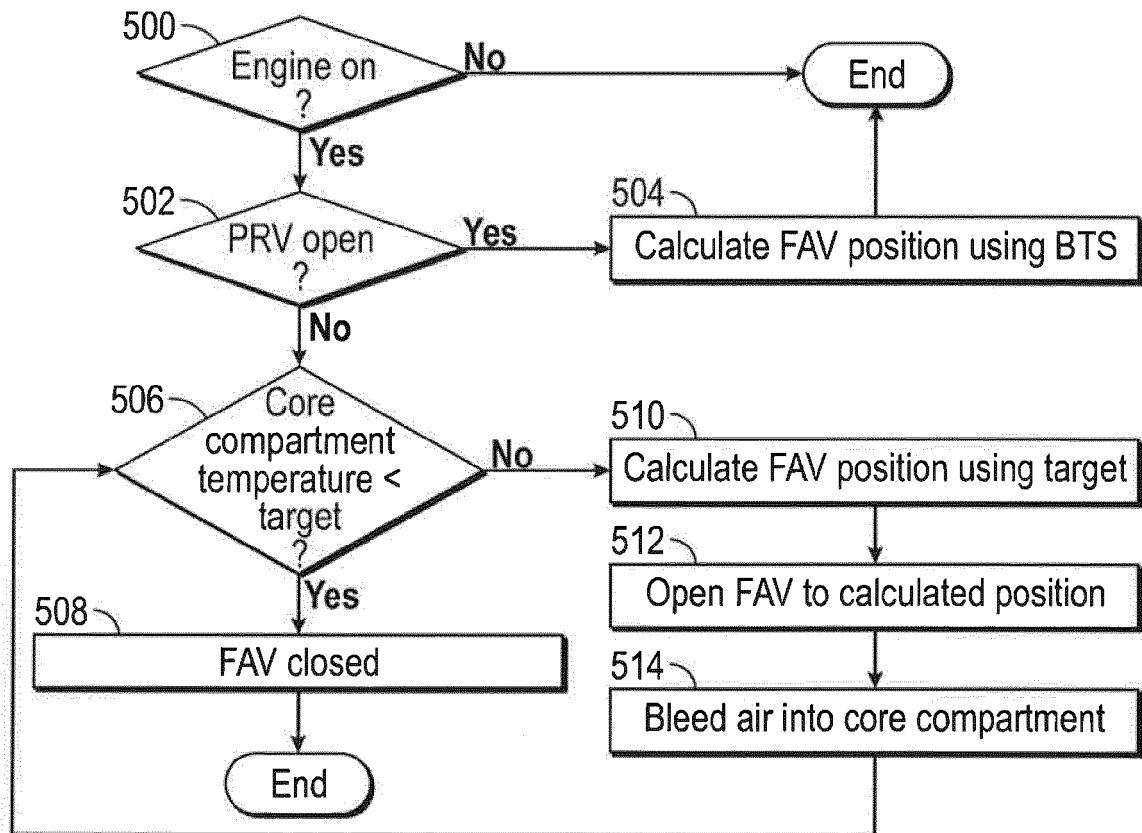 500
Engine on
?
No
End
Yes
502
PRV open
?
Yes
504
Calculate FAV position using BTS
No
506
Core
compartment
temperature <
target
?
No
510
Calculate FAV position using target
512
Open FAV to calculated position
Yes
508
FAV closed
514
Bleed air into core compartment
End